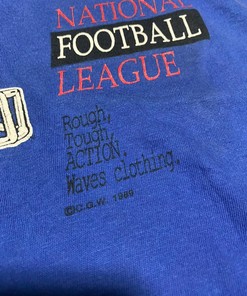 NATIONAL
FOOTBALL
LEAGUE
Rough,
Tough,
ACTION,
Waves clothing.
©C.G.W. 1989